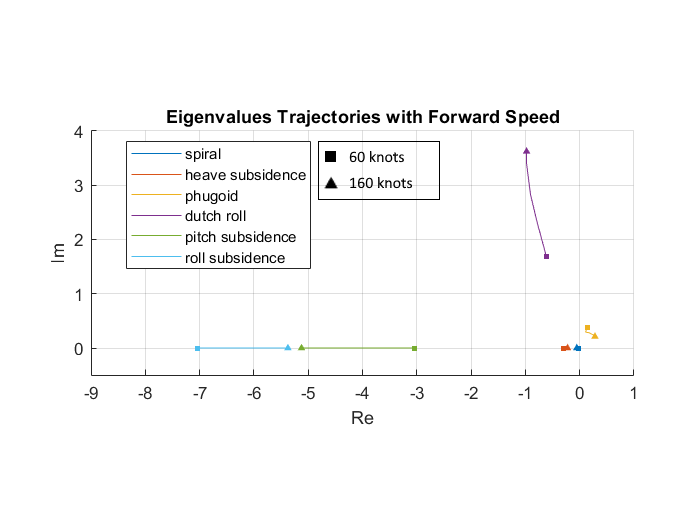 Eigenvalues Trajectories with Forward Speed
4
3
2
1
0
Im
spiral
heave subsidence
phugoid
dutch roll
pitch subsidence
roll subsidence
60 knots
160 knots
-9 -8 -7 -6 -5 -4 -3 -2 -1 0 1
Re